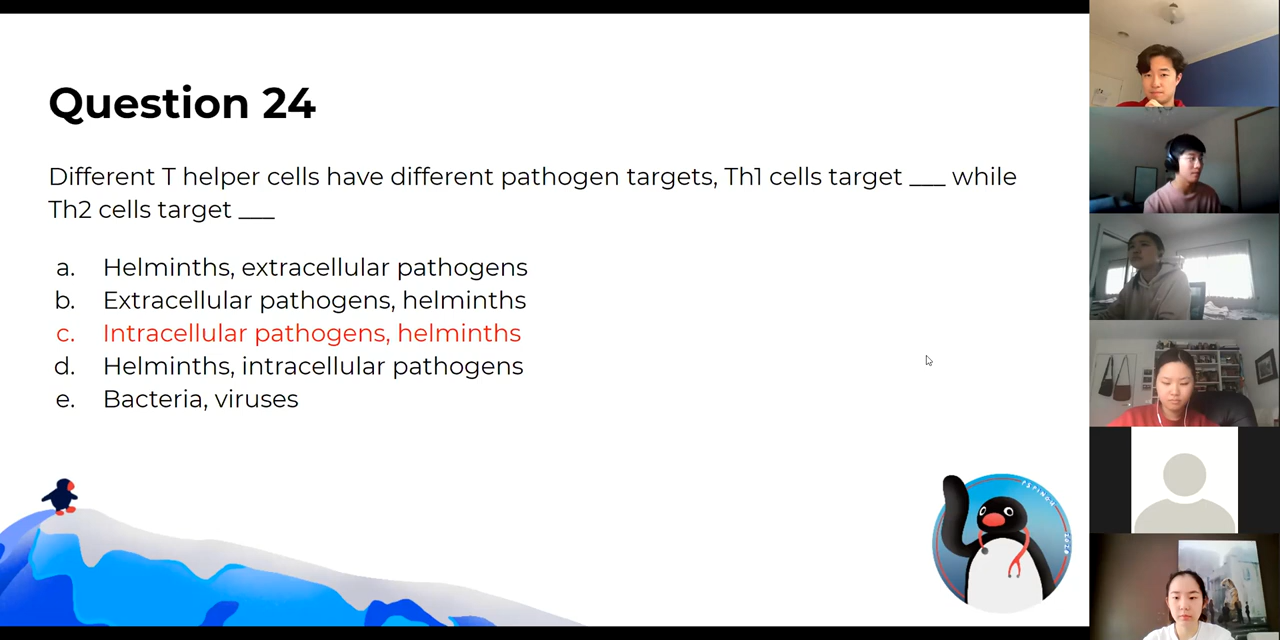 Question 24
Different T helper cells have different pathogen targets, Th1 cells target ___ while
Th2 cells target ___
a. Helminths, extracellular pathogens
b. Extracellular pathogens, helminths
c. Intracellular pathogens, helminths
d. Helminths, intracellular pathogens
e. Bacteria, viruses